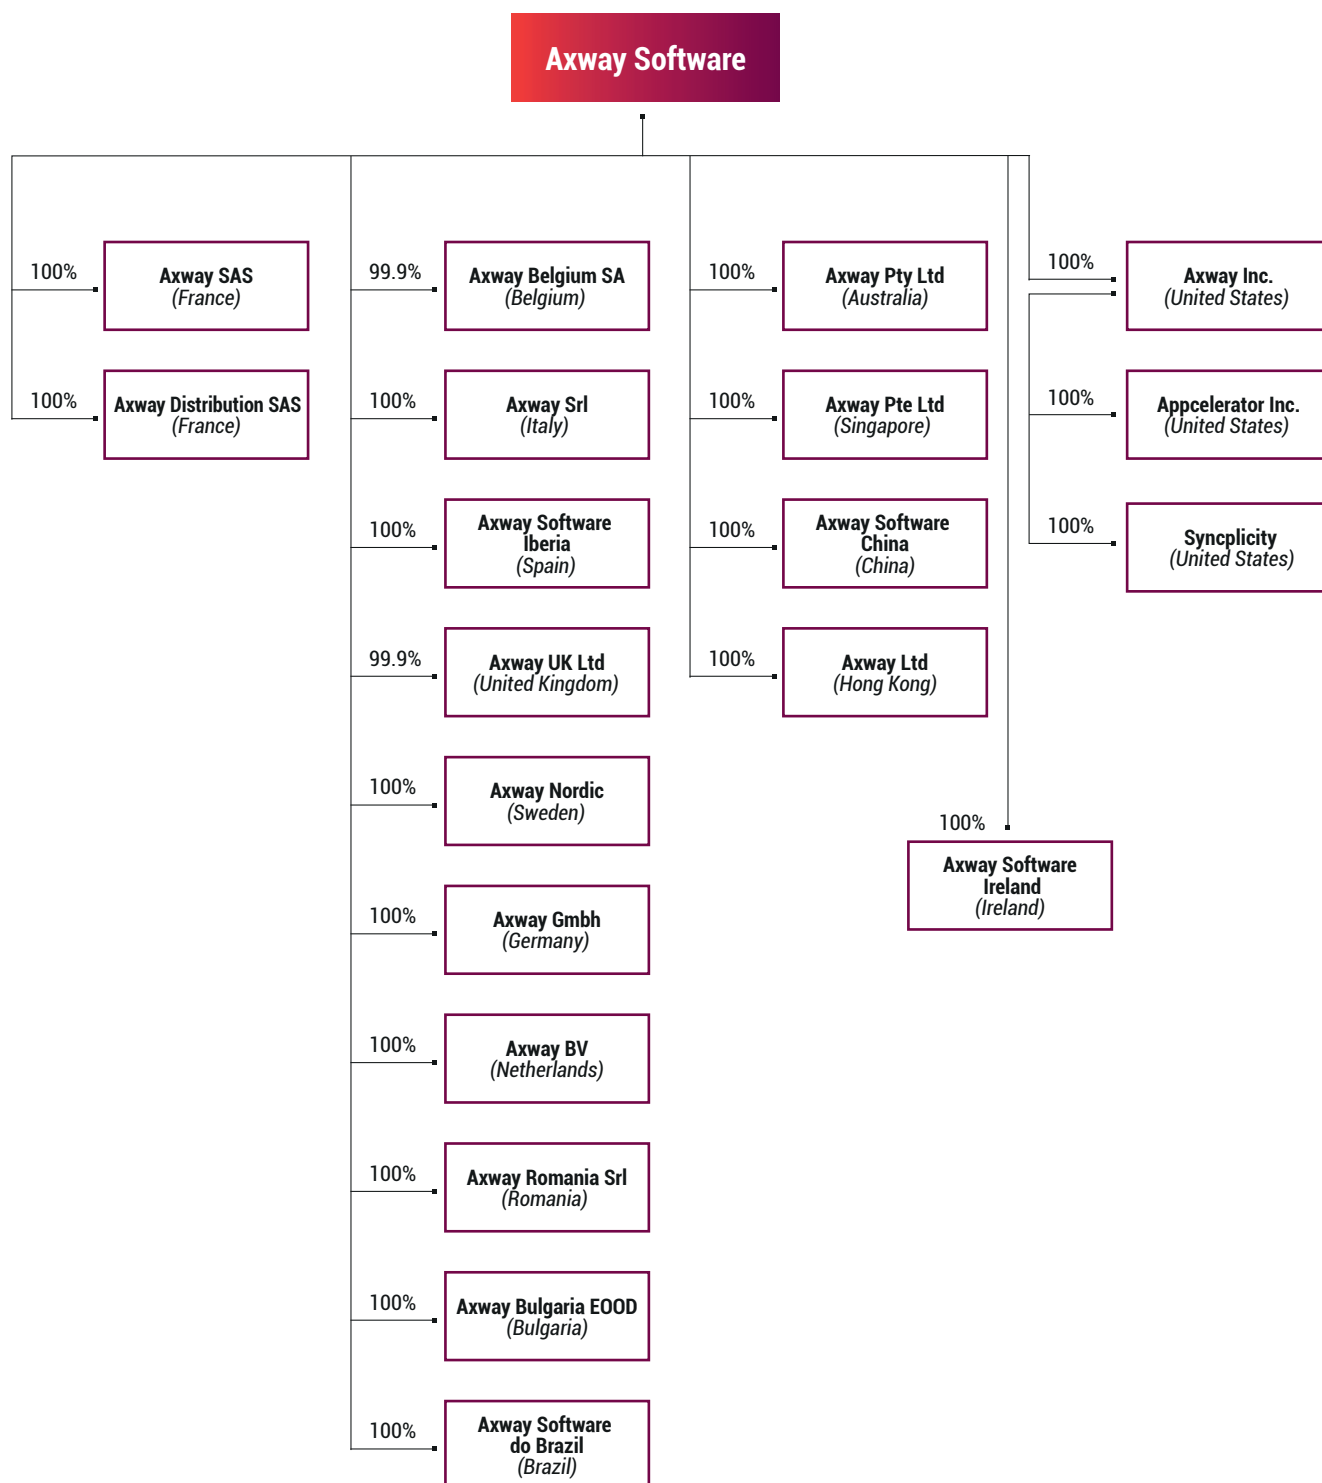 Axway Software
100%
Axway SAS
(France)
100%
Axway Distribution SAS
(France)
99.9%
Axway Belgium SA
(Belgium)
100%
Axway Srl
(Italy)
100%
Axway Software
Iberia
(Spain)
99.9%
Axway UK Ltd
(United Kingdom)
100%
Axway Nordic
(Sweden)
100%
Axway Gmbh
(Germany)
100%
Axway BV
(Netherlands)
100%
Axway Romania Srl
(Romania)
100%
Axway Bulgaria EOOD
(Bulgaria)
100%
Axway Software
do Brazil
(Brazil)
100%
Axway Pty Ltd
(Australia)
100%
Axway Pte Ltd
(Singapore)
100%
Axway Software
China
(China)
100%
Axway Ltd
(Hong Kong)
100%
Axway Software
Ireland
(Ireland)
100%
Axway Inc.
(United States)
100%
Appcelerator Inc.
(United States)
100%
Syncplicity
(United States)